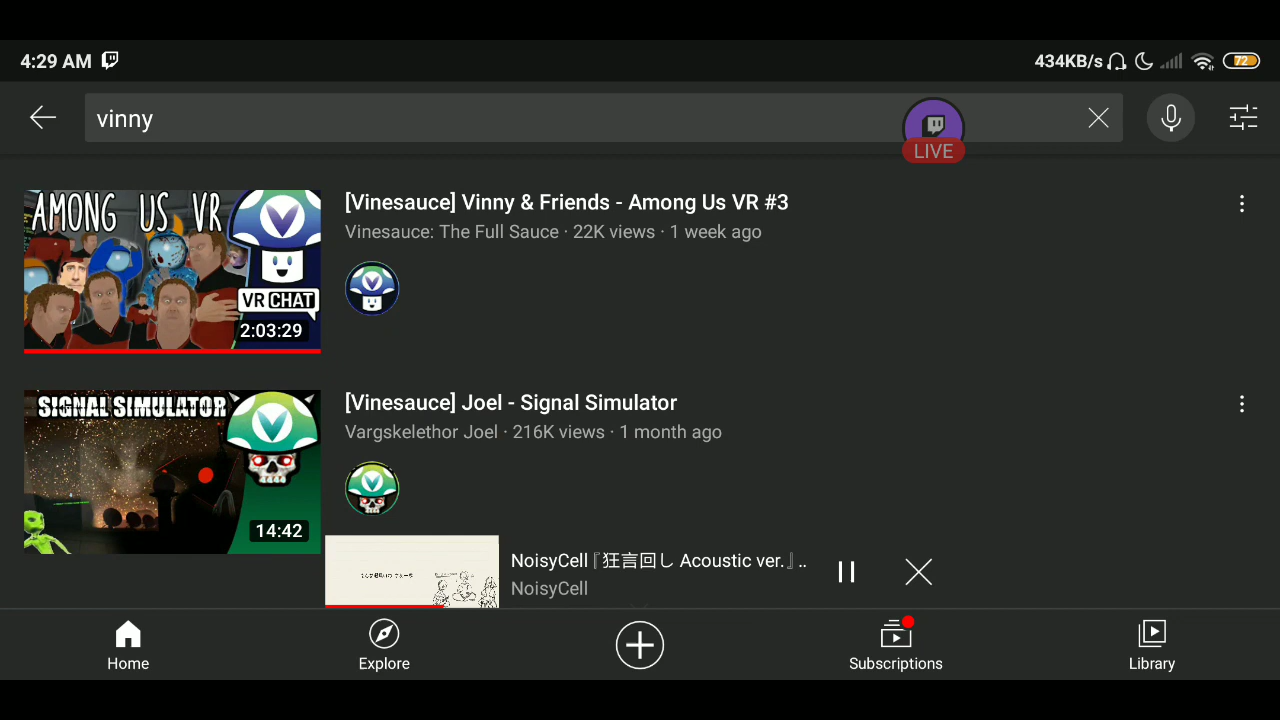 4:29 AM
434KB/s
72
vinny
LIVE
AMONG US VR
VRCHAT
2:03:29
[Vinesauce] Vinny & Friends - Among Us VR #3
Vinesauce: The Full Sauce · 22K views · 1 week ago
SIGNAL SIMULATOR
14:42
[Vinesauce] Joel - Signal Simulator
Vargskelethor Joel · 216K views · 1 month ago
NoisyCell『狂言回し Acoustic ver.』..
NoisyCell
Home
Explore
Subscriptions
Library